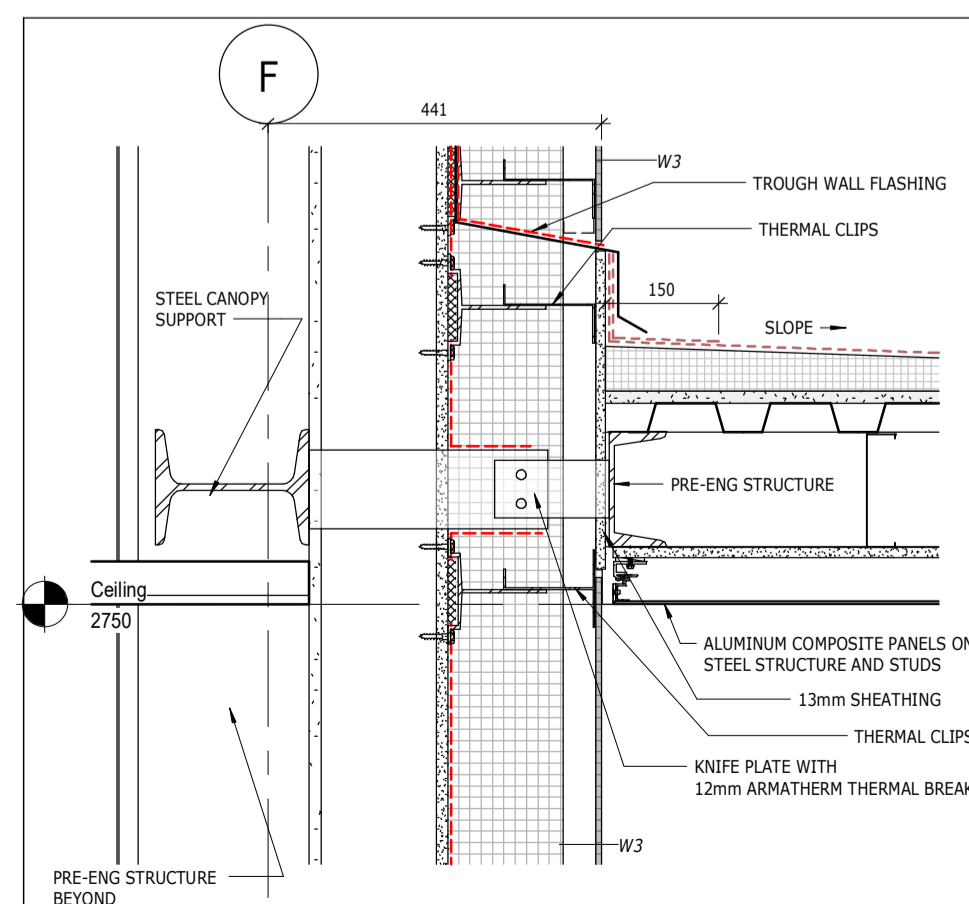 F
441
W3
TROUGH WALL FLASHING
THERMAL CLIPS
150
STEEL CANOPY
SUPPORT
SLOPE
PRE-ENG STRUCTURE
Ceiling
2750
ALUMINUM COMPOSITE PANELS ON
STEEL STRUCTURE AND STUDS
13mm SHEATHING
THERMAL CLIPS
KNIFE PLATE WITH
12mm ARMATHERM THERMAL BREAK
W3
PRE-ENG STRUCTURE
BEYOND